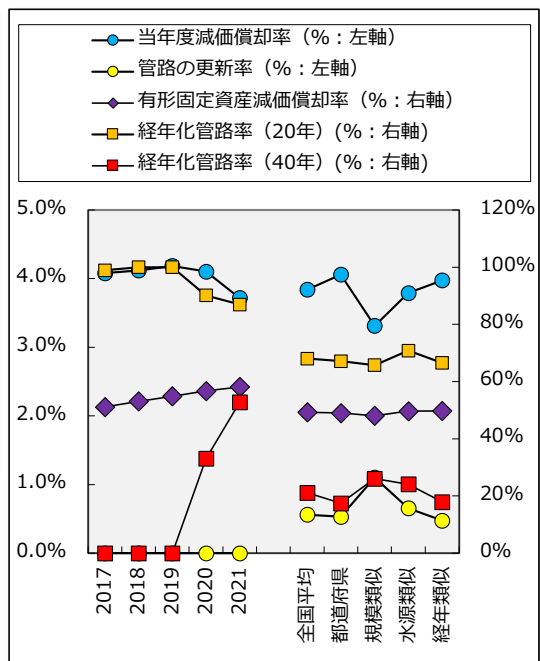 当年度減価償却率（%：左軸）
管路の更新率（%：左軸）
有形固定資産減価償却率（%：右軸）
経年化管路率（20年）(%：右軸)
経年化管路率（40年）(%：右軸)
5.0%
4.0%
3.0%
2.0%
1.0%
0.0%
120%
100%
80%
60%
40%
20%
0%
2017
2018
2019
2020
2021
全国平均
都道府県
規模類似
水源類似
経年類似